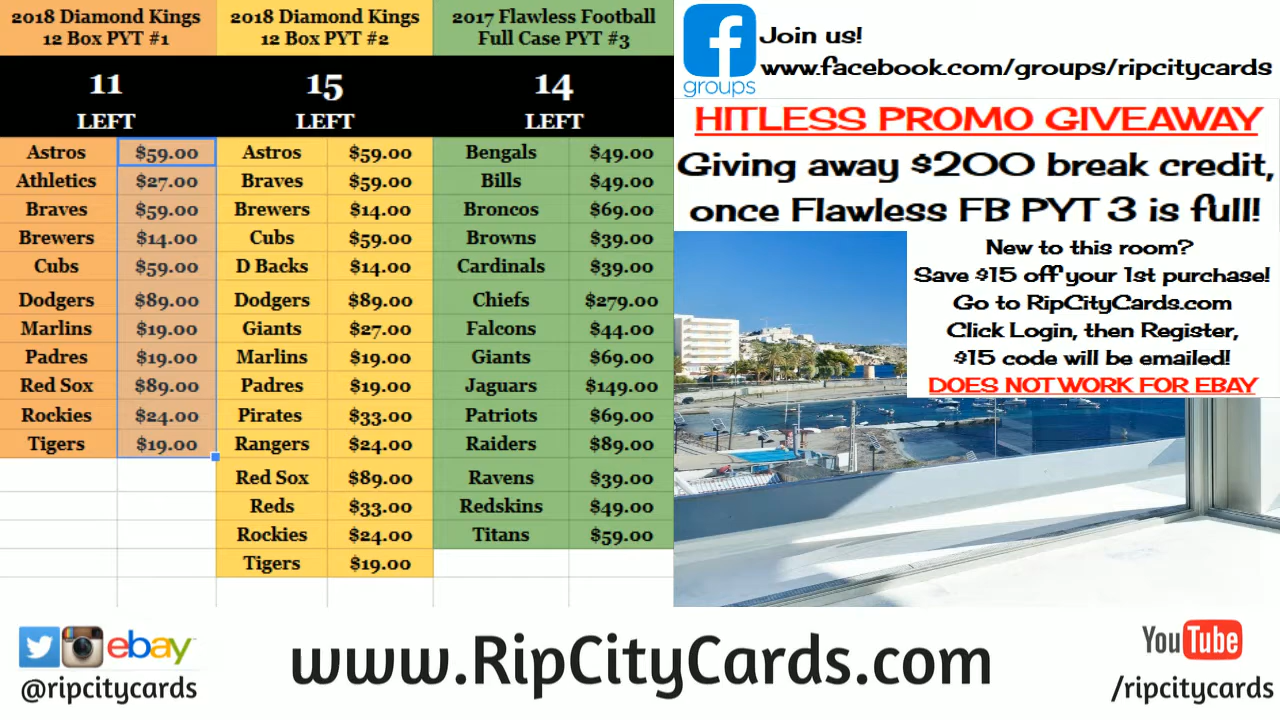 2018 Diamond Kings
12 Box PYT #1
11
LEFT
Astros $59.00
Athletics $27.00
Braves $59.00
Brewers $14.00
Cubs $59.00
Dodgers $89.00
Marlins $19.00
Padres $19.00
Red Sox $89.00
Rockies $24.00
Tigers $19.00
2018 Diamond Kings
12 Box PYT #2
15
LEFT
Astros $59.00
Braves $59.00
Brewers $14.00
Cubs $59.00
D Backs $14.00
Dodgers $89.00
Giants $27.00
Marlins $19.00
Padres $19.00
Pirates $33.00
Rangers $24.00
Red Sox $89.00
Reds $33.00
Rockies $24.00
Tigers $19.00
2017 Flawless Football
Full Case PYT #3
14
LEFT
Bengals $49.00
Bills $49.00
Broncos $69.00
Browns $39.00
Cardinals $39.00
Chiefs $279.00
Falcons $44.00
Giants $69.00
Jaguars $149.00
Patriots $69.00
Raiders $89.00
Ravens $39.00
Redskins $49.00
Titans $59.00
f
groups
Join us!
www.facebook.com/groups/ripcitycards
HITLESS PROMO GIVEAWAY
Giving away $200 break credit,
once Flawless FB PYT 3 is full!
New to this room?
Save $15 off your 1st purchase!
Go to RipCityCards.com
Click Login, then Register,
$15 code will be emailed!
DOES NOT WORK FOR EBAY
ebay
@ripcitycards
www.RipCityCards.com
YouTube
/ripcitycards